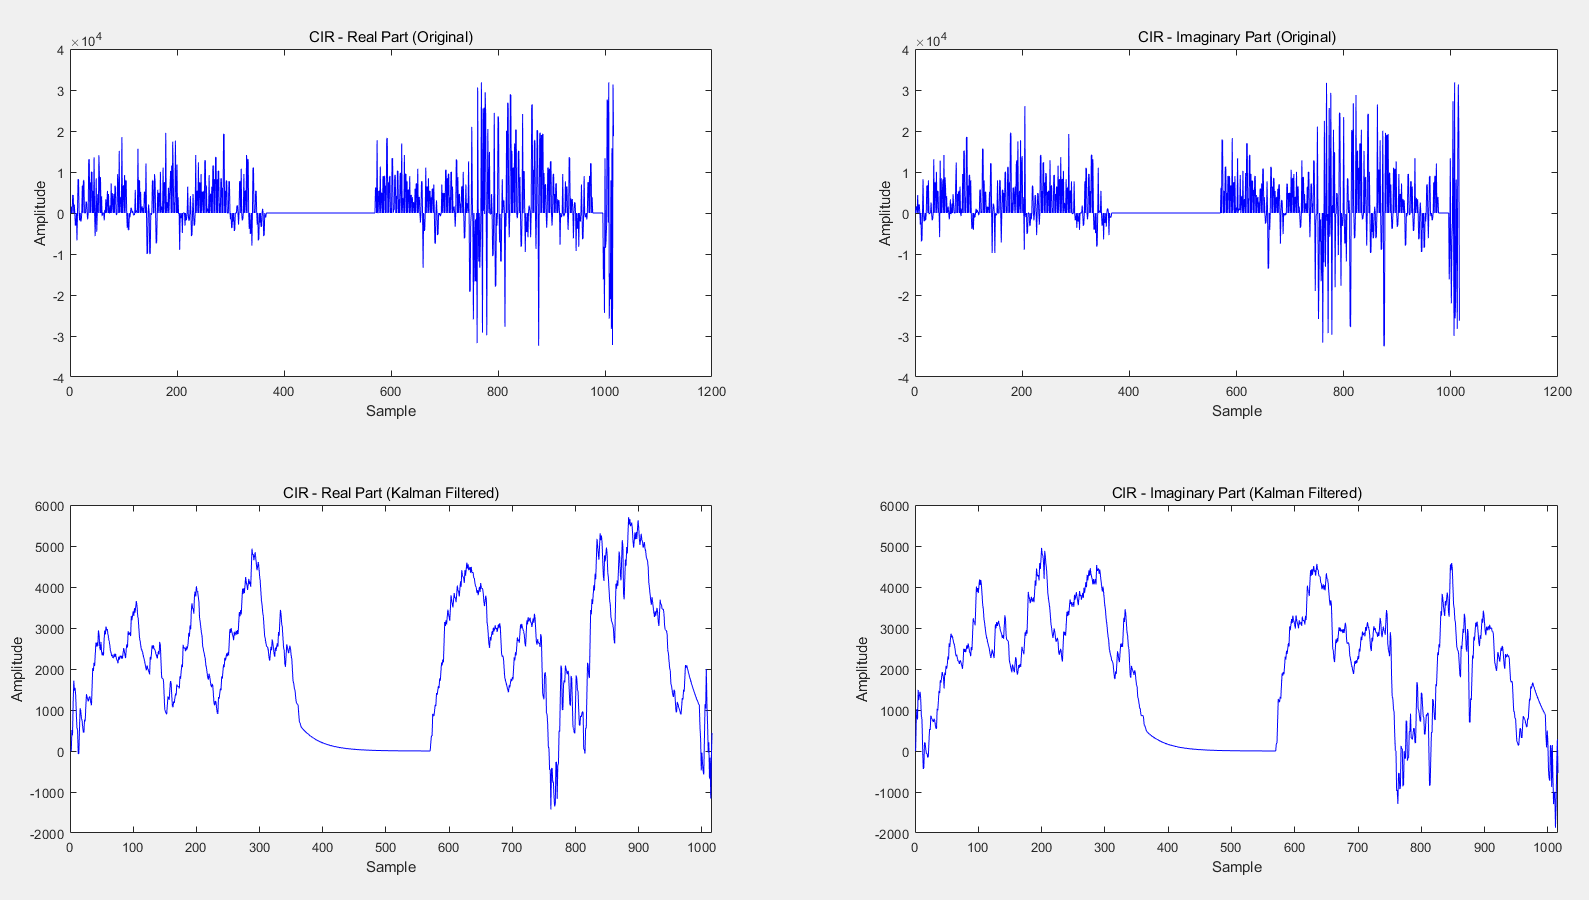 CIR - Real Part (Original)
×10⁴
4
3
2
1
0
-1
-2
-3
-4
Amplitude
0 200 400 600 800 1000 1200
Sample
CIR - Imaginary Part (Original)
×10⁴
4
3
2
1
0
-1
-2
-3
-4
Amplitude
0 200 400 600 800 1000 1200
Sample
CIR - Real Part (Kalman Filtered)
6000
5000
4000
3000
2000
1000
0
-1000
-2000
Amplitude
0 100 200 300 400 500 600 700 800 900 1000
Sample
CIR - Imaginary Part (Kalman Filtered)
6000
5000
4000
3000
2000
1000
0
-1000
-2000
Amplitude
0 100 200 300 400 500 600 700 800 900 1000
Sample